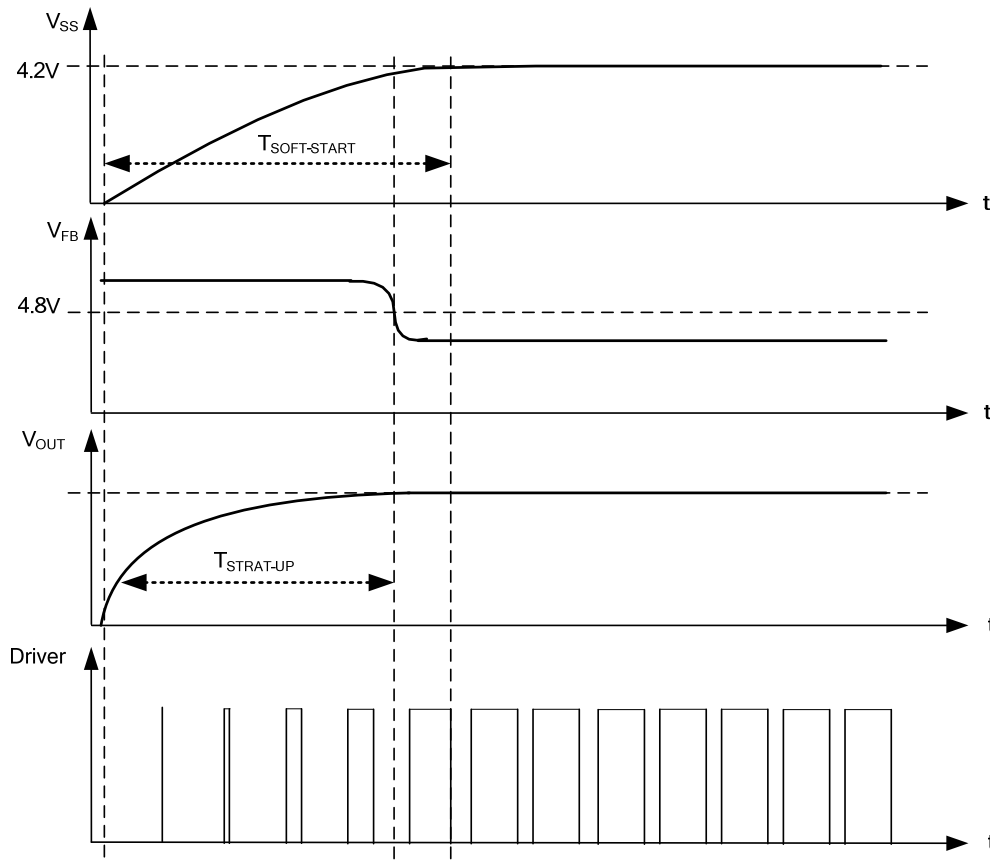 VSS
4.2V
TSOFT-START
t
VFB
4.8V
t
VOUT
TSTRAT-UP
t
Driver
t